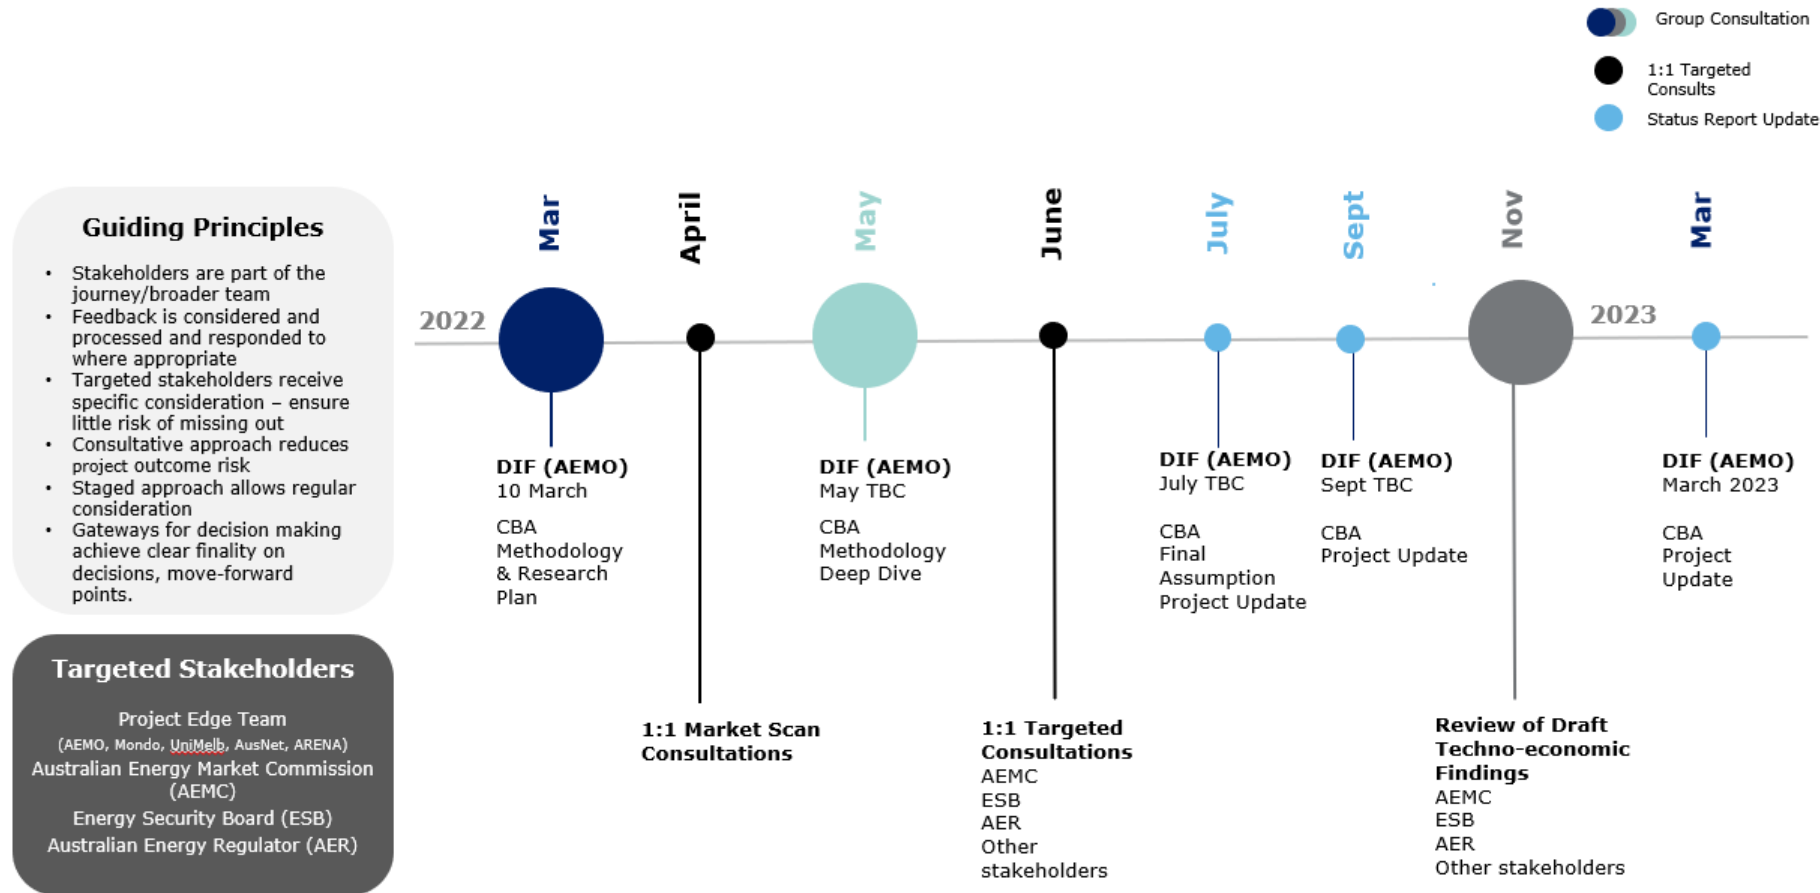 Group Consultation
1:1 Targeted
Consults
Status Report Update
Guiding Principles
• Stakeholders are part of the
journey/broader team
• Feedback is considered and
processed and responded to
where appropriate
• Targeted stakeholders receive
specific consideration – ensure
little risk of missing out
• Consultative approach reduces
project outcome risk
• Staged approach allows regular
consideration
• Gateways for decision making
achieve clear finality on
decisions, move-forward
points.
Targeted Stakeholders
Project Edge Team
(AEMO, Mondo, UniMelb, AusNet, ARENA)
Australian Energy Market Commission
(AEMC)
Energy Security Board (ESB)
Australian Energy Regulator (AER)
2022
Mar
DIF (AEMO)
10 March
CBA
Methodology
& Research
Plan
April
1:1 Market Scan
Consultations
May
DIF (AEMO)
May TBC
CBA
Methodology
Deep Dive
June
1:1 Targeted
Consultations
AEMC
ESB
AER
Other
stakeholders
July
DIF (AEMO)
July TBC
CBA
Final
Assumption
Project Update
Sept
DIF (AEMO)
Sept TBC
CBA
Project Update
Nov
Review of Draft
Techno-economic
Findings
AEMC
ESB
AER
Other stakeholders
2023
Mar
DIF (AEMO)
March 2023
CBA
Project
Update